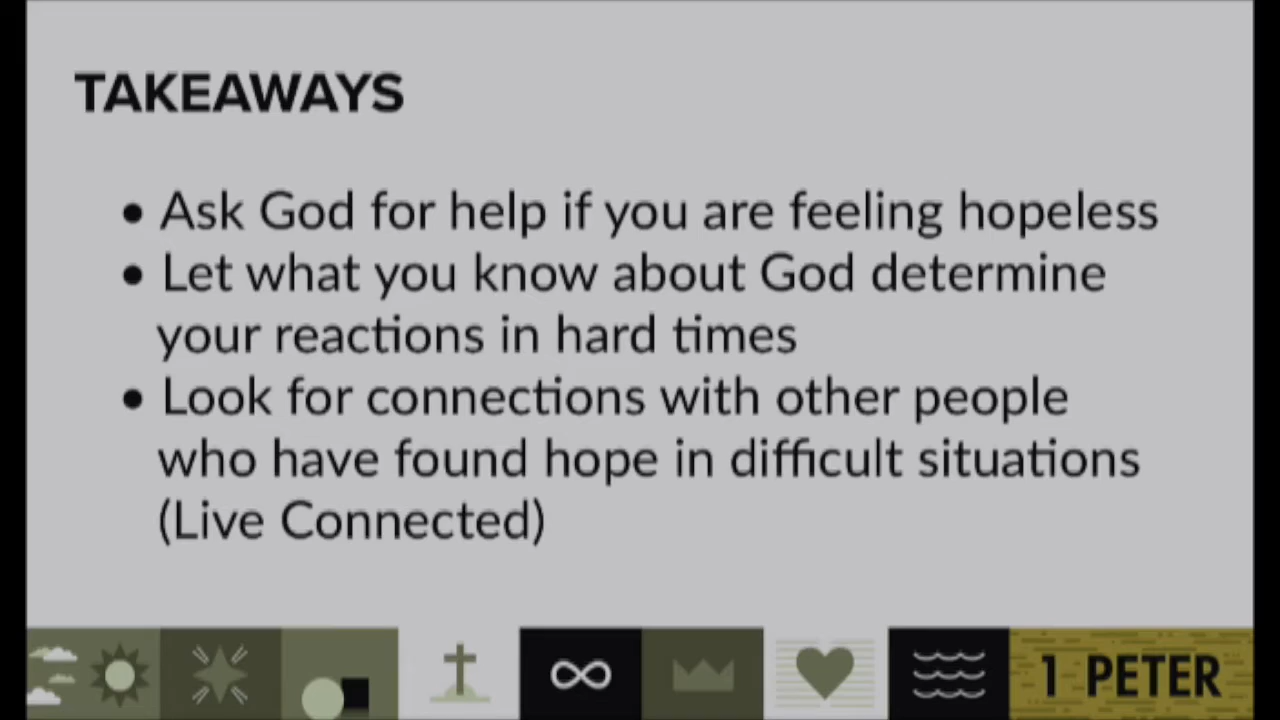 TAKEAWAYS
• Ask God for help if you are feeling hopeless
• Let what you know about God determine
your reactions in hard times
• Look for connections with other people
who have found hope in difficult situations
(Live Connected)
1 PETER